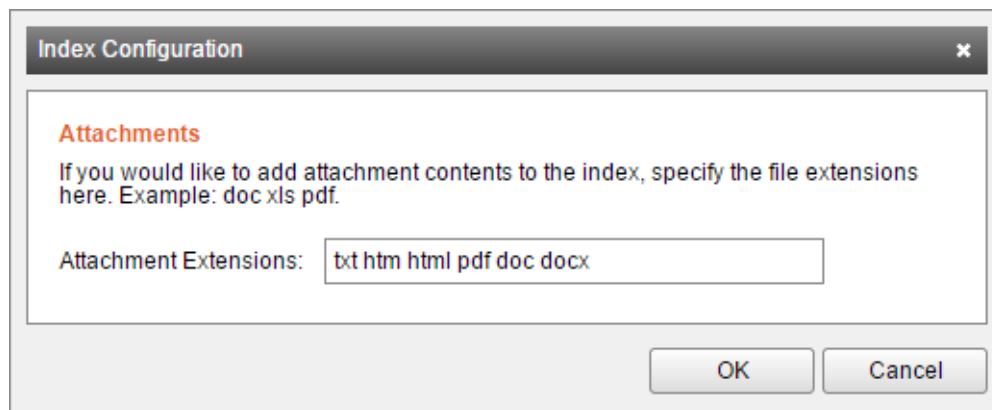 Index Configuration
Attachments
If you would like to add attachment contents to the index, specify the file extensions
here. Example: doc xls pdf.
Attachment Extensions: txt htm html pdf doc docx
OK Cancel